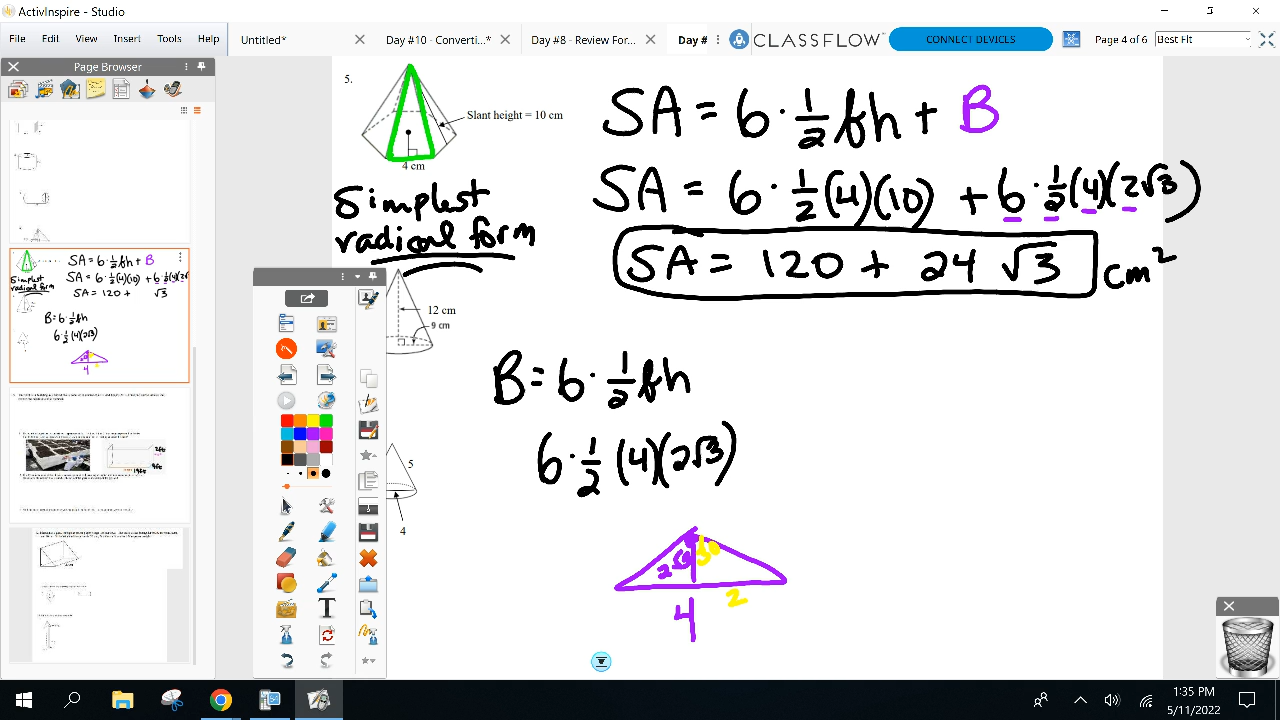 ActivInspire - Studio
File Edit View Insert Tools Help
Untitled*
Day #10 - Converti...*
Day #8 - Review For.
Day #
CLASSFLOW
CONNECT DEVICES
Page 4 of 6
Best Fit
Page Browser
5.
Slant height = 10 cm
4 cm
Simplest
radical form
SA = 6 · 1/2 bh + B
SA = 6 · 1/2 (4)(10) + 6 · 1/2 (4)(2√3)
SA = 120 + 24 √3 cm²
12 cm
9 cm
B = 6 · 1/2 bh
6 · 1/2 (4)(2√3)
5
4
2√3
30
2
4
T
1:35 PM
5/11/2022